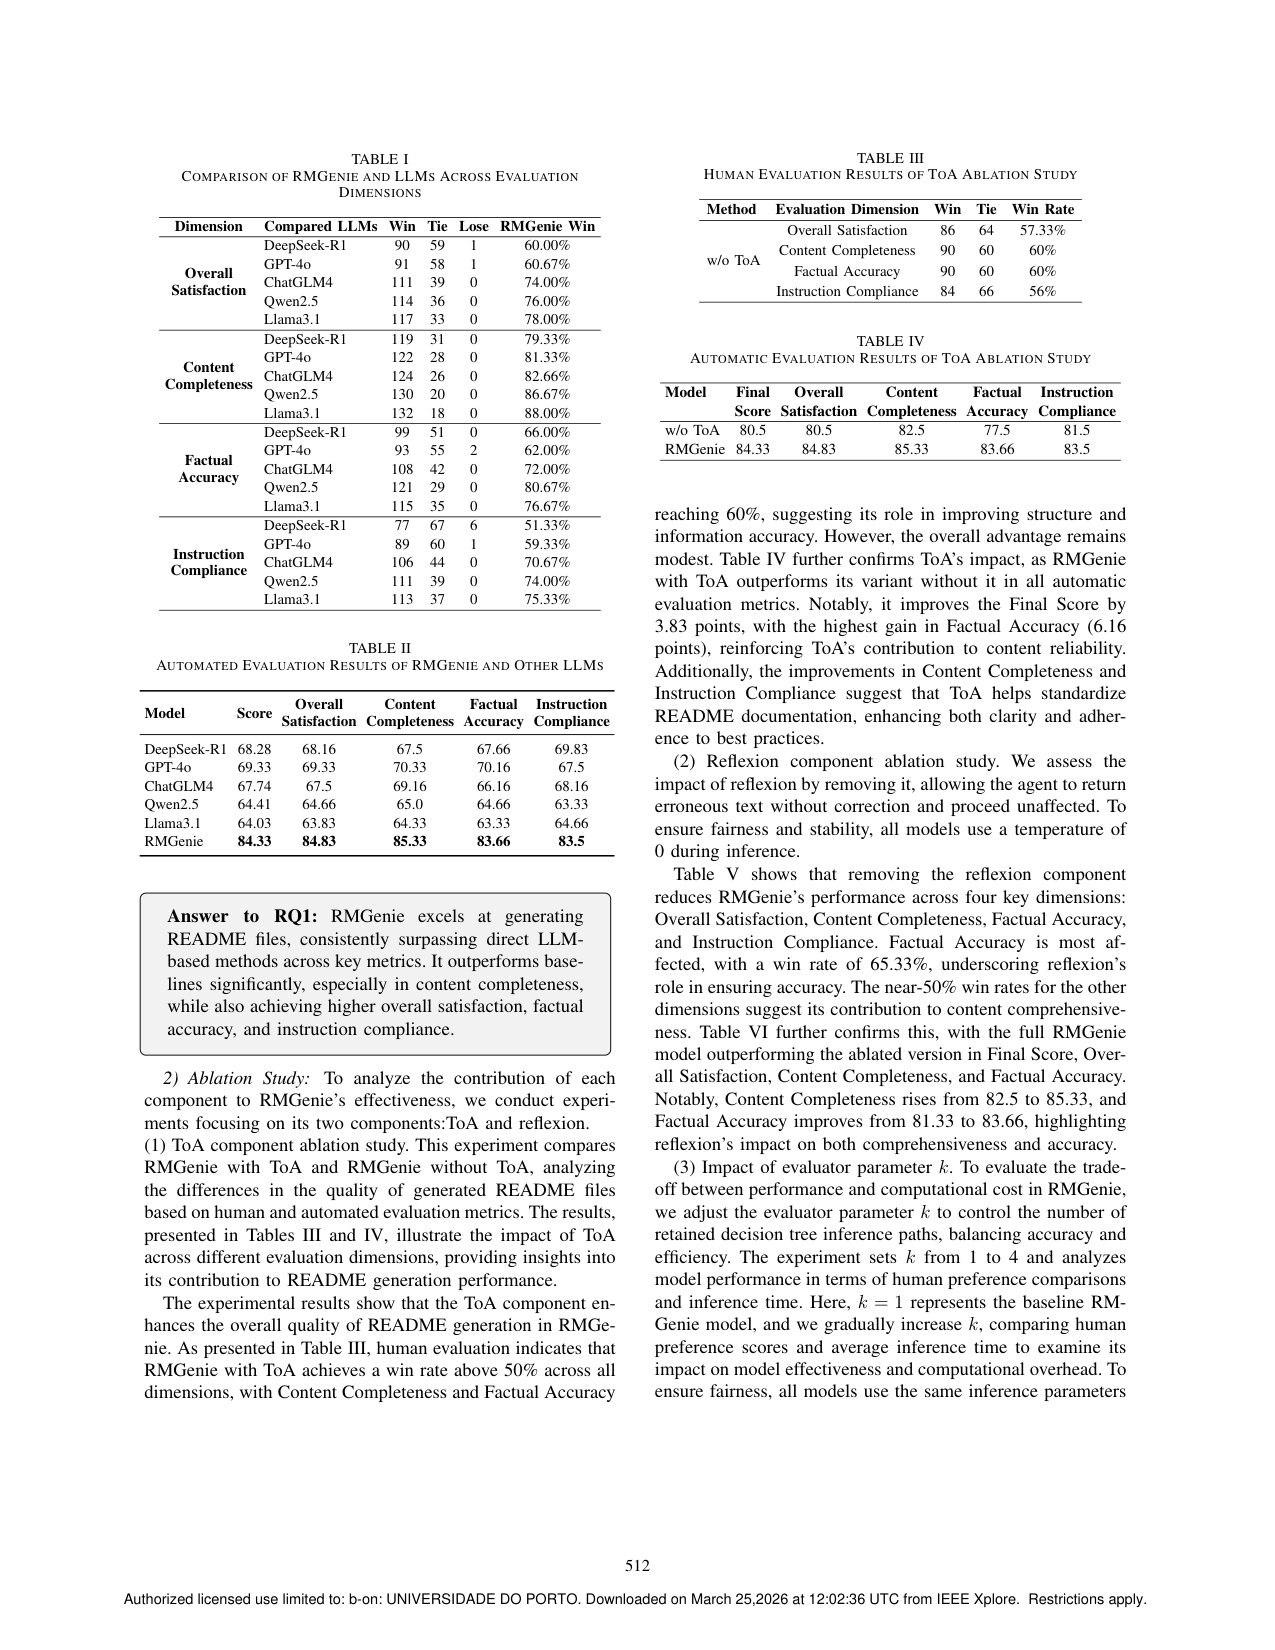 TABLE I
COMPARISON OF RMGENIE AND LLMS ACROSS EVALUATION
DIMENSIONS
Dimension Compared LLMs Win Tie Lose RMGenie Win
Overall Satisfaction
DeepSeek-R1 90 59 1 60.00%
GPT-4o 91 58 1 60.67%
ChatGLM4 111 39 0 74.00%
Qwen2.5 114 36 0 76.00%
Llama3.1 117 33 0 78.00%
Content Completeness
DeepSeek-R1 119 31 0 79.33%
GPT-4o 122 28 0 81.33%
ChatGLM4 124 26 0 82.66%
Qwen2.5 130 20 0 86.67%
Llama3.1 132 18 0 88.00%
Factual Accuracy
DeepSeek-R1 99 51 0 66.00%
GPT-4o 93 55 2 62.00%
ChatGLM4 108 42 0 72.00%
Qwen2.5 121 29 0 80.67%
Llama3.1 115 35 0 76.67%
Instruction Compliance
DeepSeek-R1 77 67 6 51.33%
GPT-4o 89 60 1 59.33%
ChatGLM4 106 44 0 70.67%
Qwen2.5 111 39 0 74.00%
Llama3.1 113 37 0 75.33%
TABLE II
AUTOMATED EVALUATION RESULTS OF RMGENIE AND OTHER LLMS
Model Score Overall Satisfaction Content Completeness Factual Accuracy Instruction Compliance
DeepSeek-R1 68.28 68.16 67.5 67.66 69.83
GPT-4o 69.33 69.33 70.33 70.16 67.5
ChatGLM4 67.74 67.5 69.16 66.16 68.16
Qwen2.5 64.41 64.66 65.0 64.66 63.33
Llama3.1 64.03 63.83 64.33 63.33 64.66
RMGenie 84.33 84.83 85.33 83.66 83.5
Answer to RQ1: RMGenie excels at generating
README files, consistently surpassing direct LLM-
based methods across key metrics. It outperforms base-
lines significantly, especially in content completeness,
while also achieving higher overall satisfaction, factual
accuracy, and instruction compliance.
2) Ablation Study: To analyze the contribution of each
component to RMGenie's effectiveness, we conduct experi-
ments focusing on its two components:ToA and reflexion.
(1) ToA component ablation study. This experiment compares
RMGenie with ToA and RMGenie without ToA, analyzing
the differences in the quality of generated README files
based on human and automated evaluation metrics. The results,
presented in Tables III and IV, illustrate the impact of ToA
across different evaluation dimensions, providing insights into
its contribution to README generation performance.
The experimental results show that the ToA component en-
hances the overall quality of README generation in RMGe-
nie. As presented in Table III, human evaluation indicates that
RMGenie with ToA achieves a win rate above 50% across all
dimensions, with Content Completeness and Factual Accuracy
TABLE III
HUMAN EVALUATION RESULTS OF TOA ABLATION STUDY
Method Evaluation Dimension Win Tie Win Rate
w/o ToA
Overall Satisfaction 86 64 57.33%
Content Completeness 90 60 60%
Factual Accuracy 90 60 60%
Instruction Compliance 84 66 56%
TABLE IV
AUTOMATIC EVALUATION RESULTS OF TOA ABLATION STUDY
Model Final Score Overall Satisfaction Content Completeness Factual Accuracy Instruction Compliance
w/o ToA 80.5 80.5 82.5 77.5 81.5
RMGenie 84.33 84.83 85.33 83.66 83.5
reaching 60%, suggesting its role in improving structure and
information accuracy. However, the overall advantage remains
modest. Table IV further confirms ToA's impact, as RMGenie
with ToA outperforms its variant without it in all automatic
evaluation metrics. Notably, it improves the Final Score by
3.83 points, with the highest gain in Factual Accuracy (6.16
points), reinforcing ToA's contribution to content reliability.
Additionally, the improvements in Content Completeness and
Instruction Compliance suggest that ToA helps standardize
README documentation, enhancing both clarity and adher-
ence to best practices.
(2) Reflexion component ablation study. We assess the
impact of reflexion by removing it, allowing the agent to return
erroneous text without correction and proceed unaffected. To
ensure fairness and stability, all models use a temperature of
0 during inference.
Table V shows that removing the reflexion component
reduces RMGenie's performance across four key dimensions:
Overall Satisfaction, Content Completeness, Factual Accuracy,
and Instruction Compliance. Factual Accuracy is most af-
fected, with a win rate of 65.33%, underscoring reflexion's
role in ensuring accuracy. The near-50% win rates for the other
dimensions suggest its contribution to content comprehensive-
ness. Table VI further confirms this, with the full RMGenie
model outperforming the ablated version in Final Score, Over-
all Satisfaction, Content Completeness, and Factual Accuracy.
Notably, Content Completeness rises from 82.5 to 85.33, and
Factual Accuracy improves from 81.33 to 83.66, highlighting
reflexion's impact on both comprehensiveness and accuracy.
(3) Impact of evaluator parameter k. To evaluate the trade-
off between performance and computational cost in RMGenie,
we adjust the evaluator parameter k to control the number of
retained decision tree inference paths, balancing accuracy and
efficiency. The experiment sets k from 1 to 4 and analyzes
model performance in terms of human preference comparisons
and inference time. Here, k = 1 represents the baseline RM-
Genie model, and we gradually increase k, comparing human
preference scores and average inference time to examine its
impact on model effectiveness and computational overhead. To
ensure fairness, all models use the same inference parameters
512
Authorized licensed use limited to: b-on: UNIVERSIDADE DO PORTO. Downloaded on March 25,2026 at 12:02:36 UTC from IEEE Xplore. Restrictions apply.